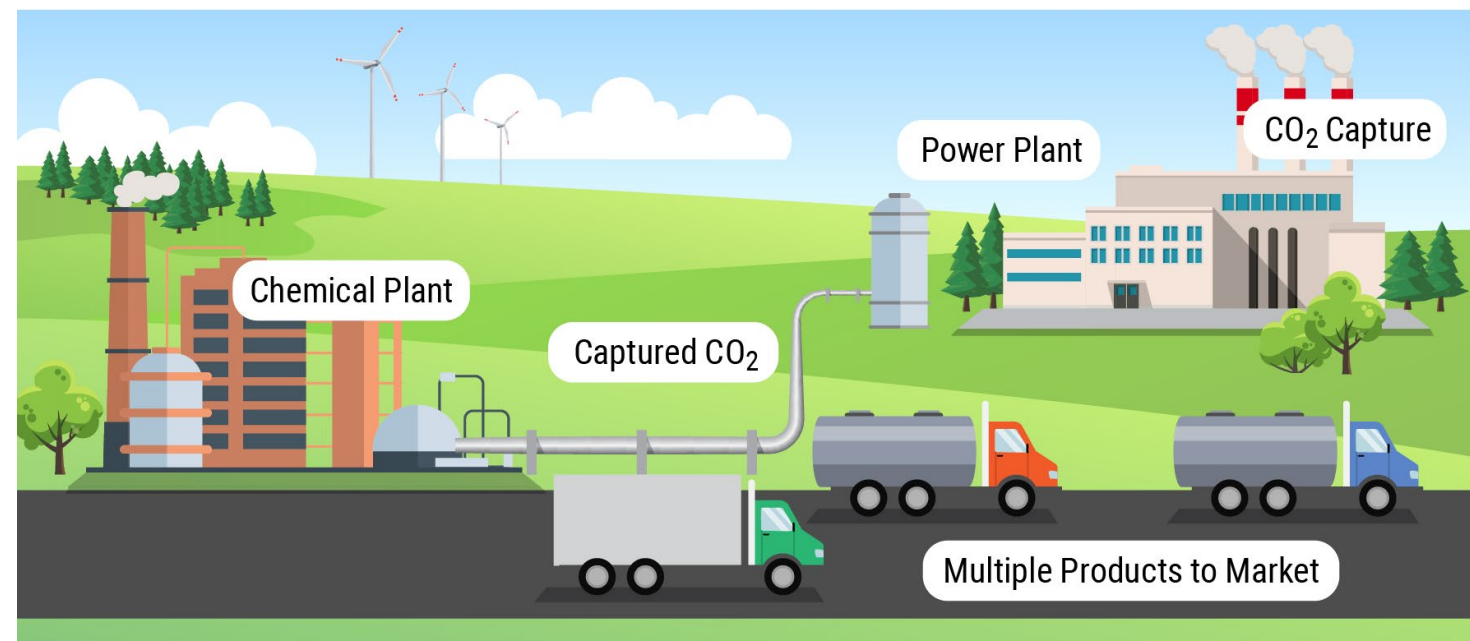 CO₂ Capture
Power Plant
Chemical Plant
Captured CO₂
Multiple Products to Market